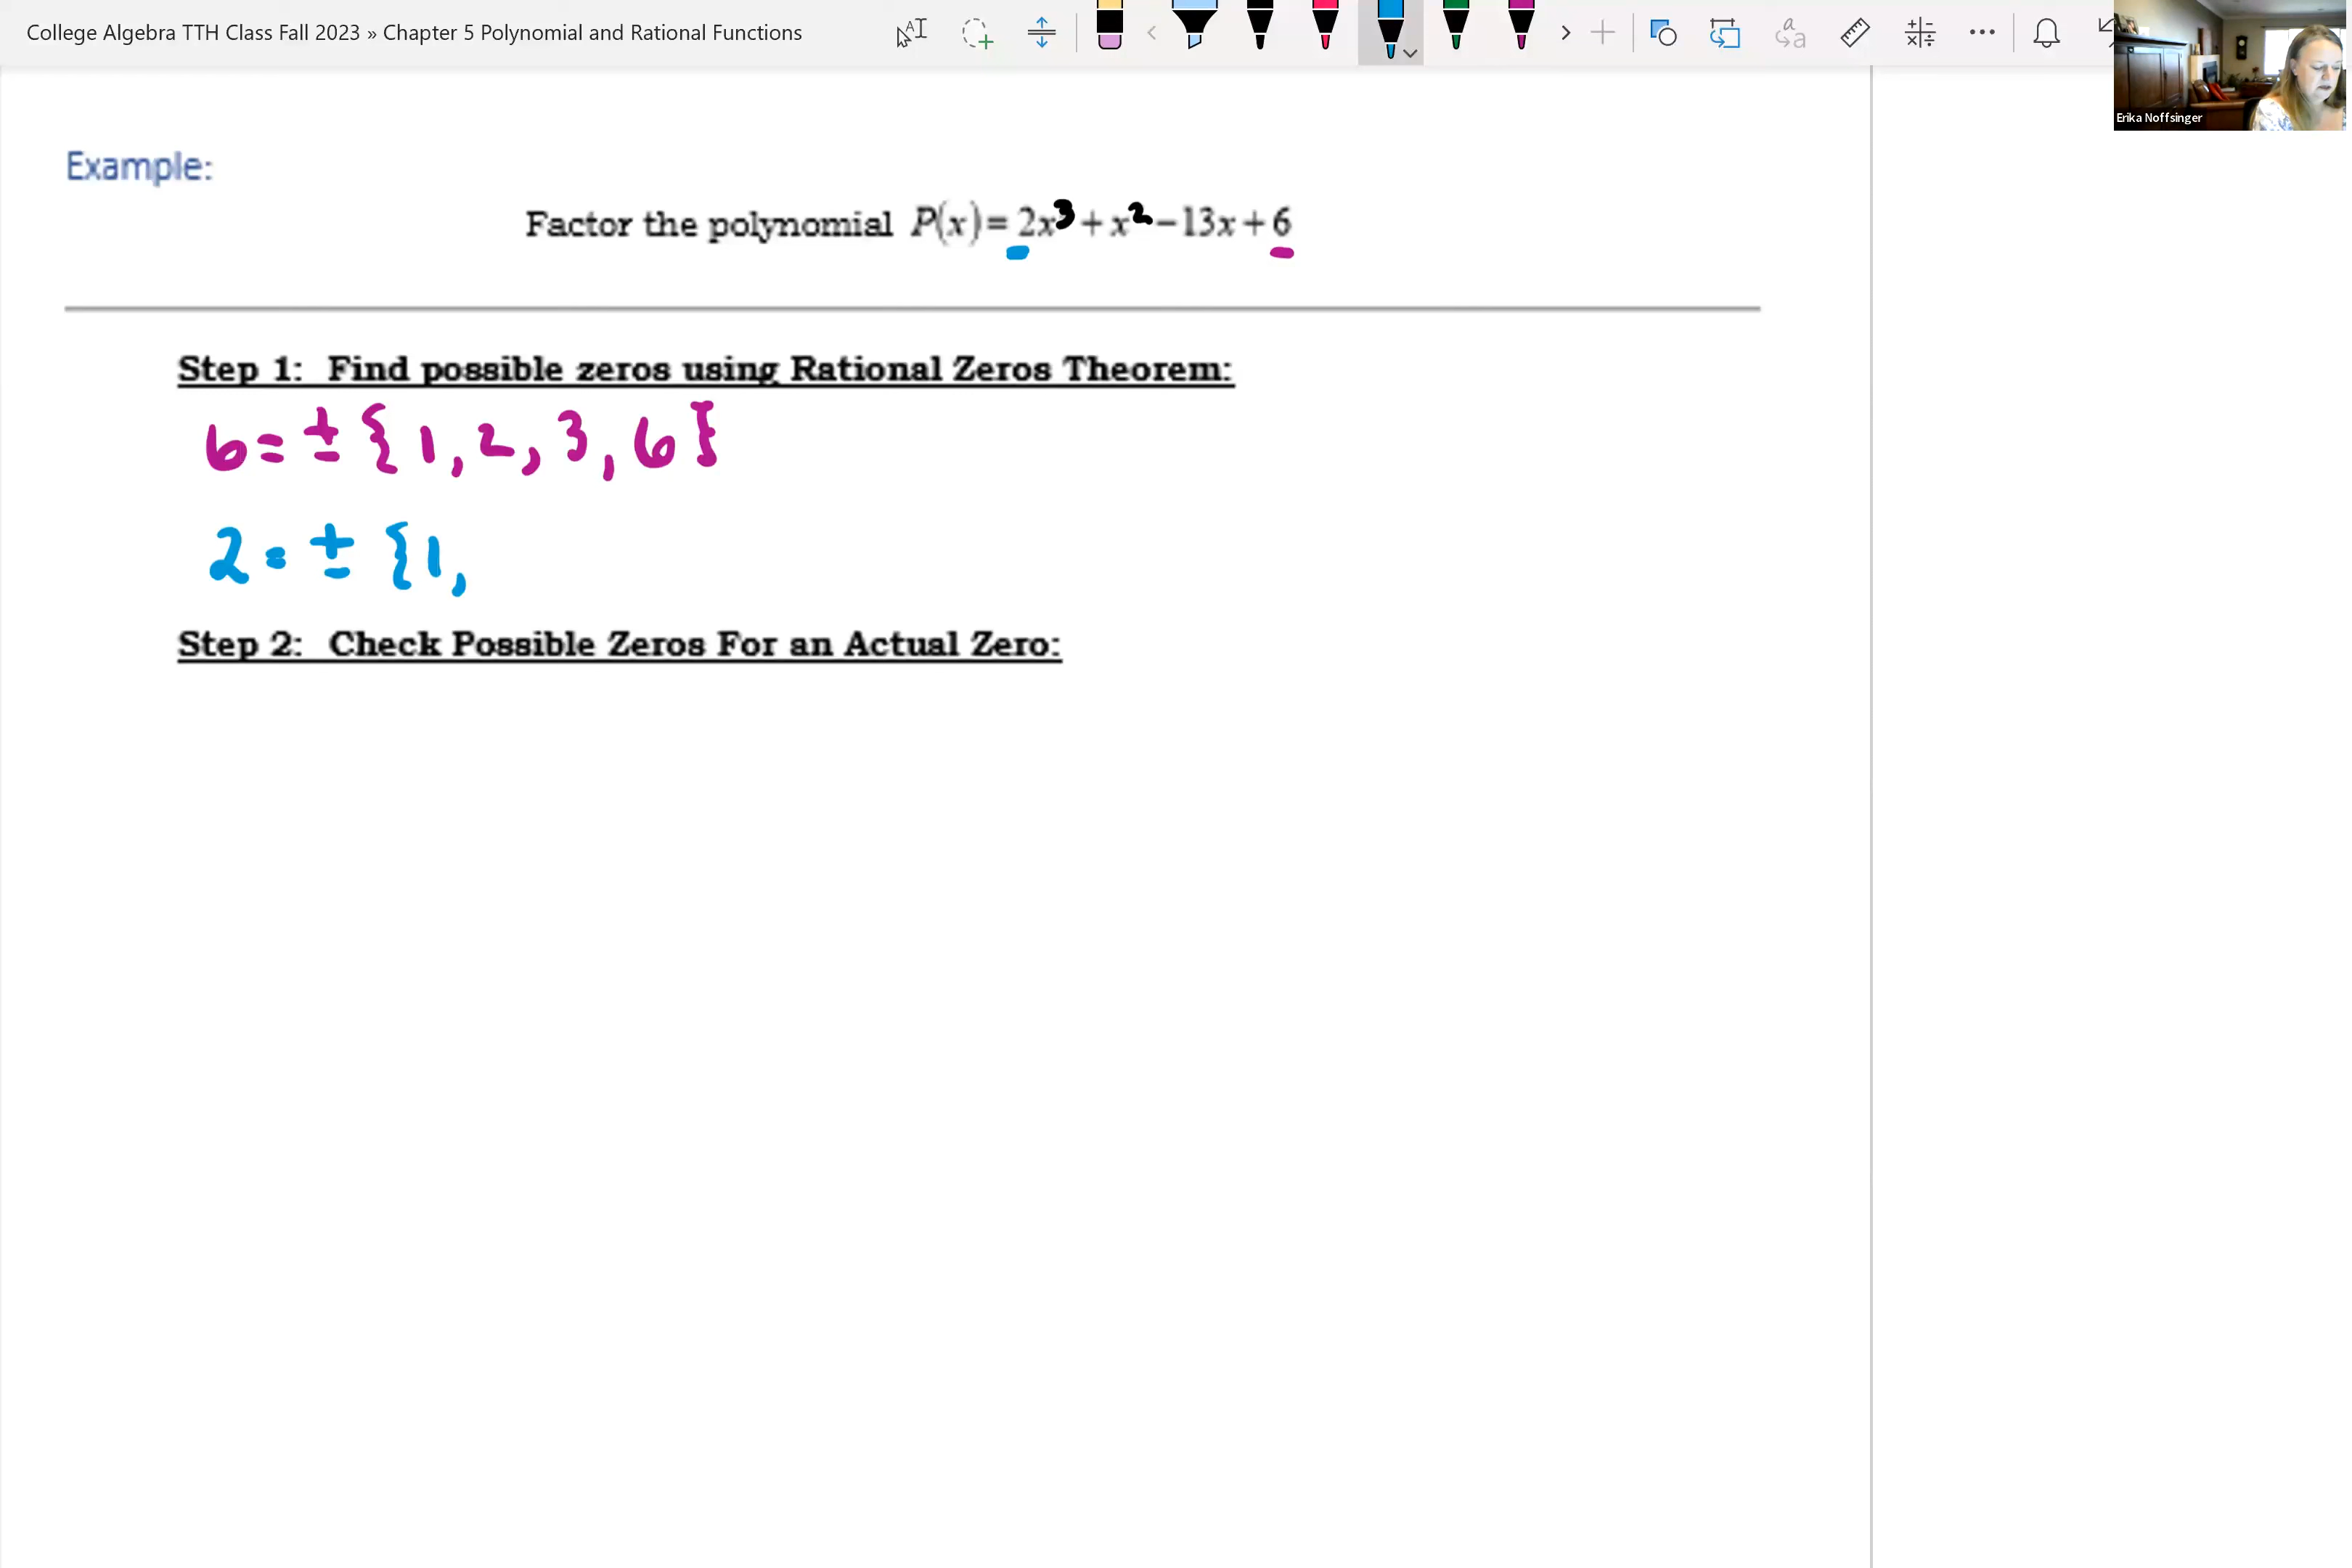 College Algebra TTH Class Fall 2023 » Chapter 5 Polynomial and Rational Functions
Erika Noffsinger
Example:
Factor the polynomial P(x) = 2x³ + x² − 13x + 6
Step 1: Find possible zeros using Rational Zeros Theorem:
6 = ± { 1, 2, 3, 6 }
2 = ± { 1,
Step 2: Check Possible Zeros For an Actual Zero: